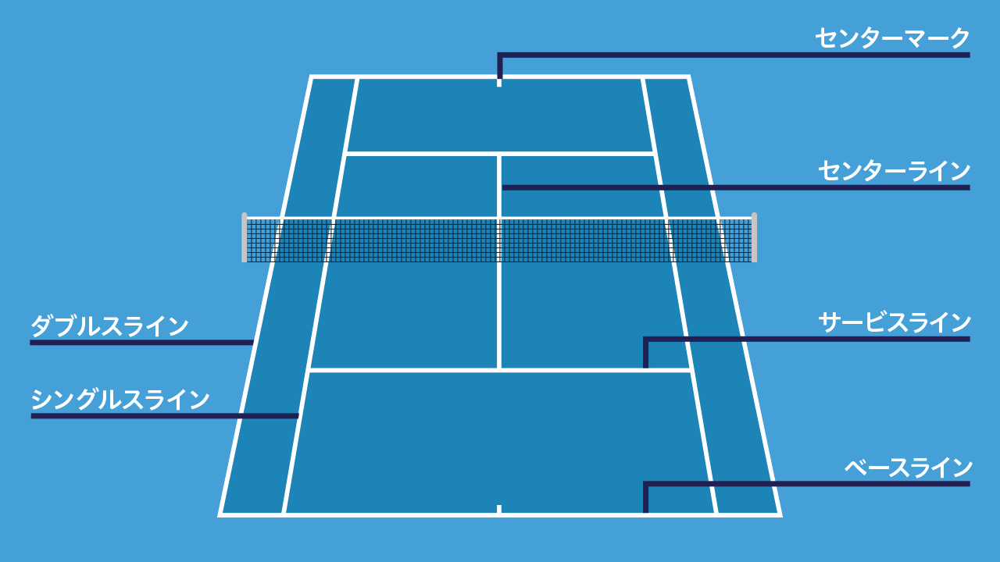 センターマーク
センターライン
ダブルスライン
サービスライン
シングルスライン
ベースライン